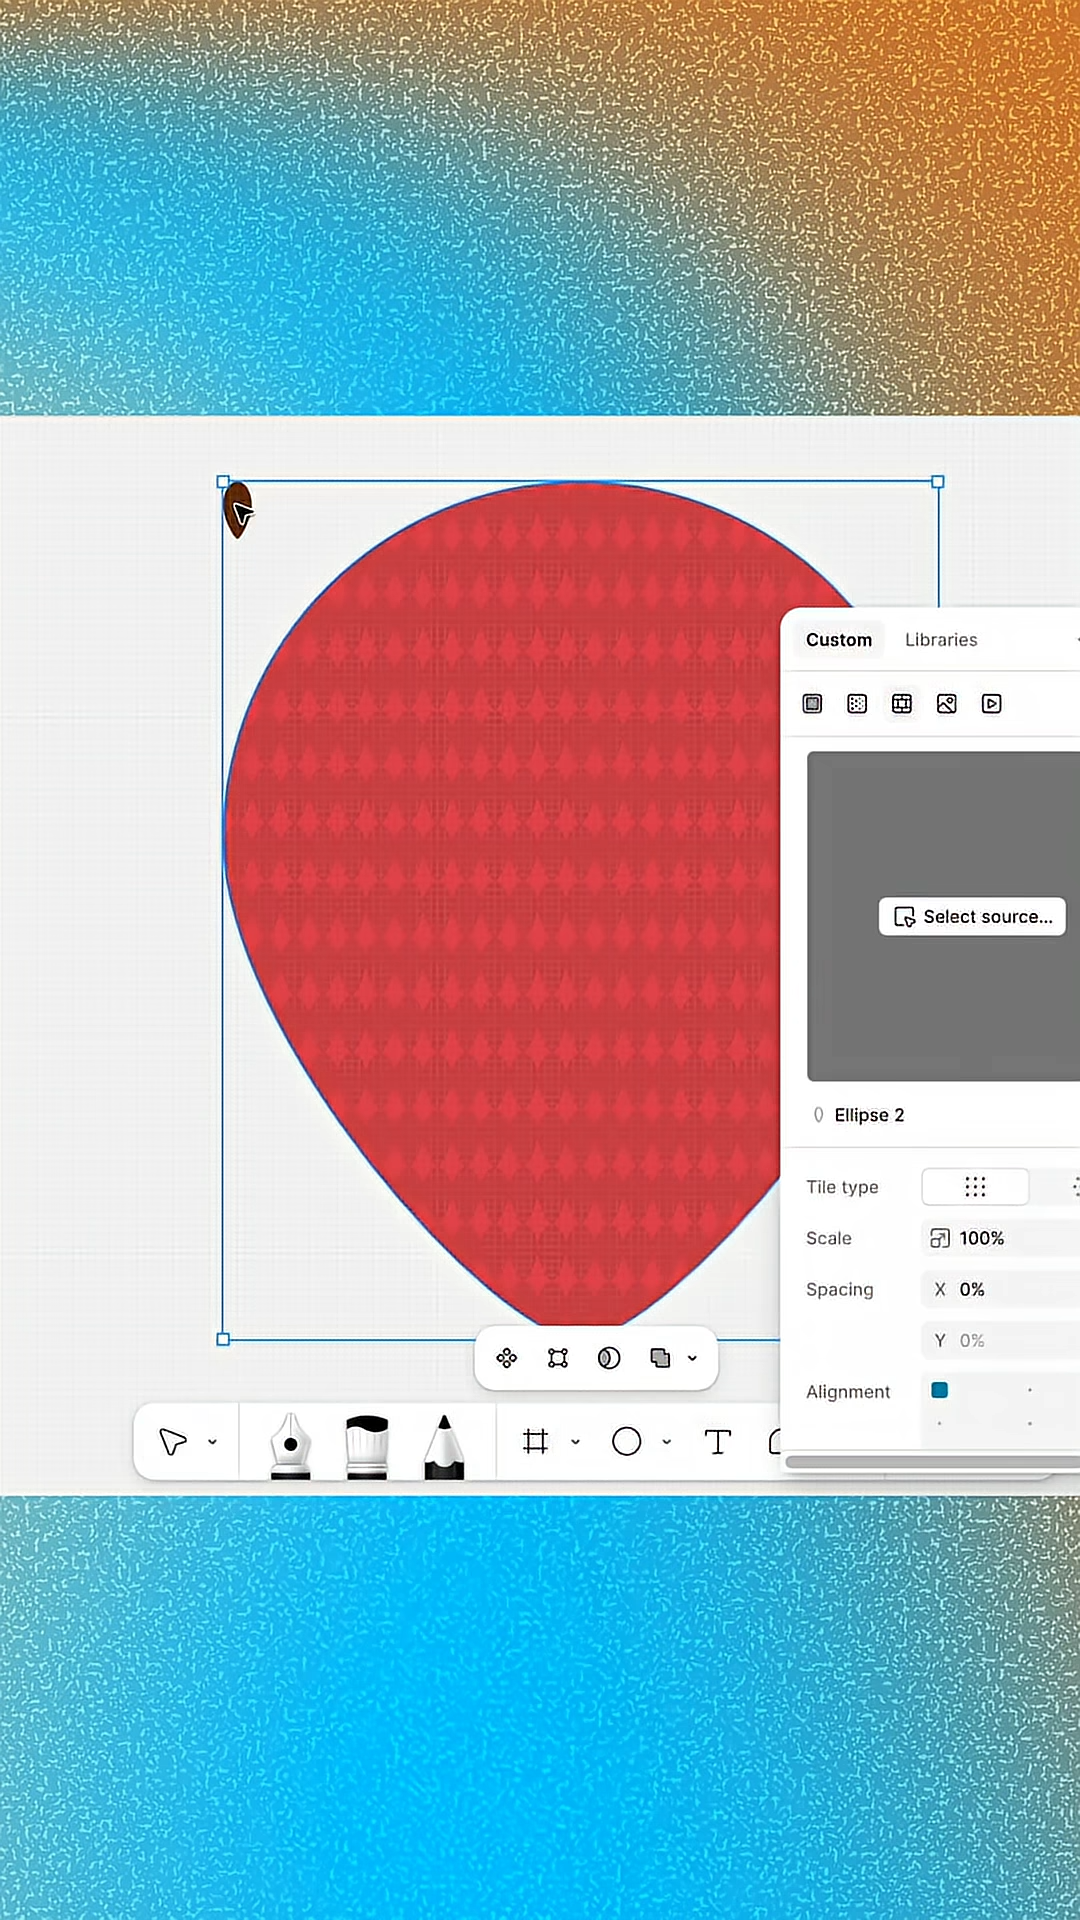 Custom Libraries
Select source...
Ellipse 2
Tile type
Scale 100%
Spacing X 0%
Y 0%
Alignment